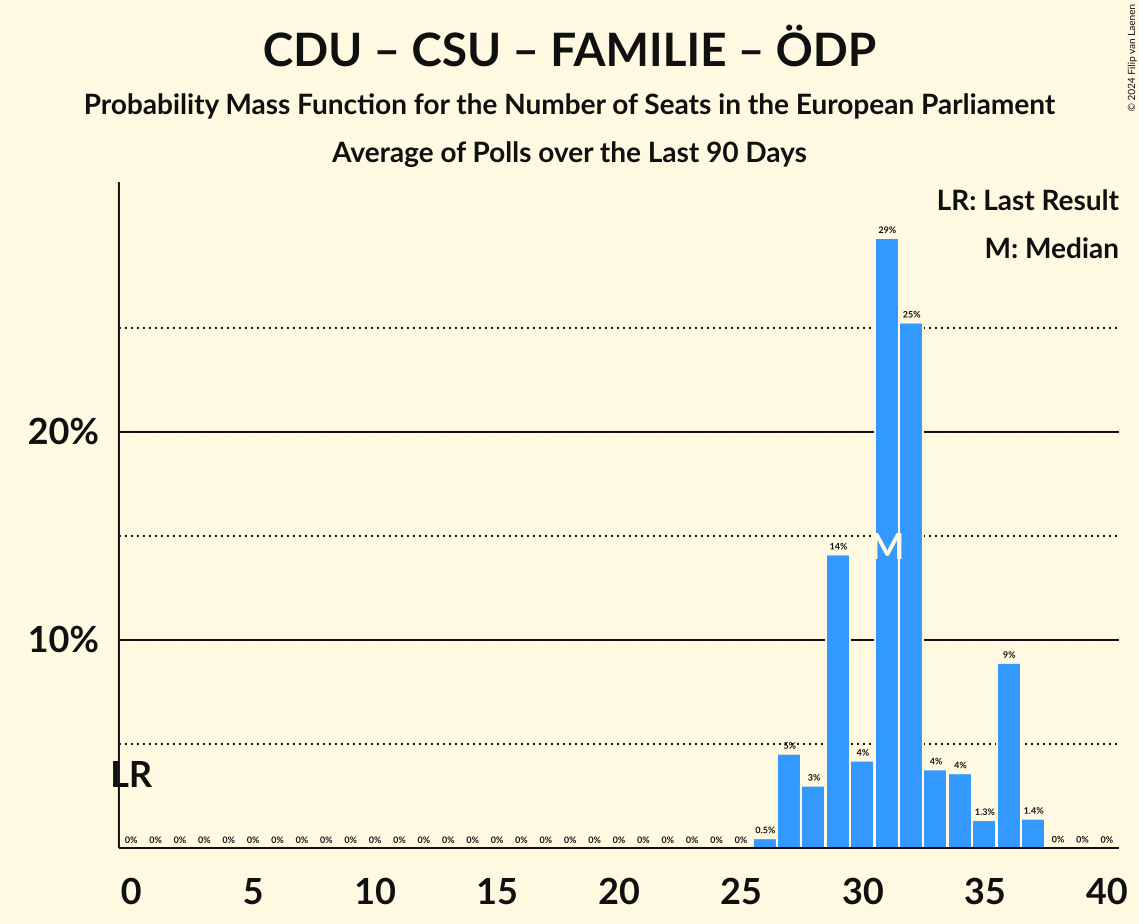 CDU – CSU – FAMILIE – ÖDP
Probability Mass Function for the Number of Seats in the European Parliament
Average of Polls over the Last 90 Days
© 2024 Filip van Laenen
LR: Last Result
M: Median
29%
25%
20%
14%
M
10%
9%
5%
3%
4%
4%
4%
1.3%
1.4%
0.5%
LR
0% 0% 0% 0% 0% 0% 0% 0% 0% 0% 0% 0% 0% 0% 0% 0% 0% 0% 0% 0% 0% 0% 0% 0% 0% 0% 0% 0% 0%
0 5 10 15 20 25 30 35 40